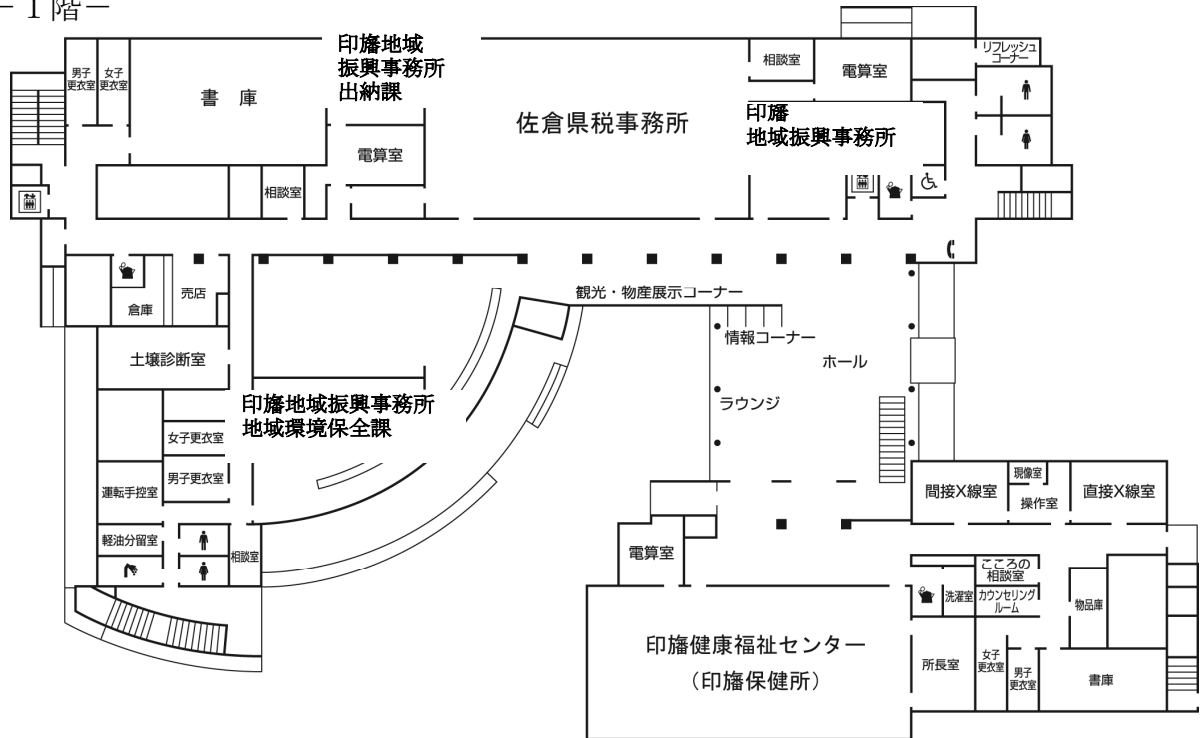 －１階－
男子
更衣室
女子
更衣室
書　庫
印旛地域
振興事務所
出納課
電算室
相談室
佐倉県税事務所
相談室
電算室
印旛
地域振興事務所
リフレッシュ
コーナー
倉庫
売店
土壌診断室
観光・物産展示コーナー
情報コーナー
ホール
ラウンジ
印旛地域振興事務所
地域環境保全課
女子更衣室
男子更衣室
運転手控室
軽油分留室
相談室
間接X線室
現像室
操作室
直接X線室
電算室
こころの
相談室
洗濯室
カウンセリング
ルーム
物品庫
印旛健康福祉センター
（印旛保健所）
所長室
女子
更衣室
男子
更衣室
書庫